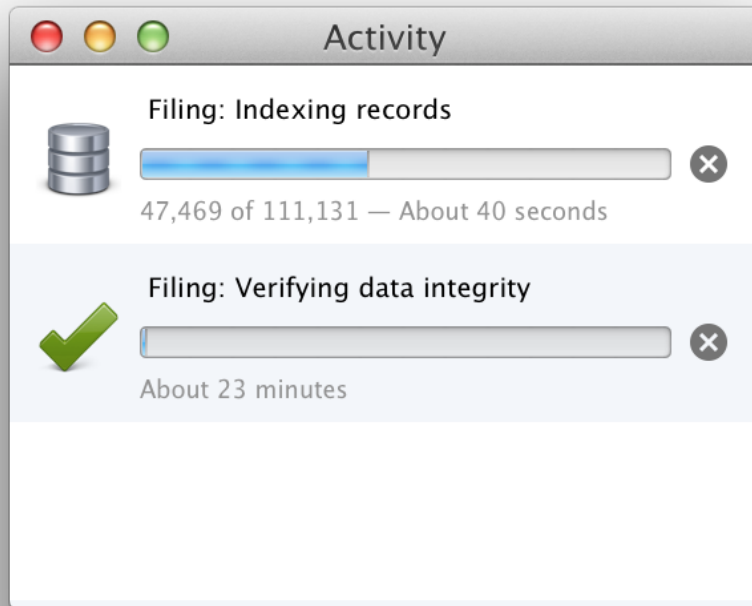 Activity
Filing: Indexing records
47,469 of 111,131 — About 40 seconds
Filing: Verifying data integrity
About 23 minutes